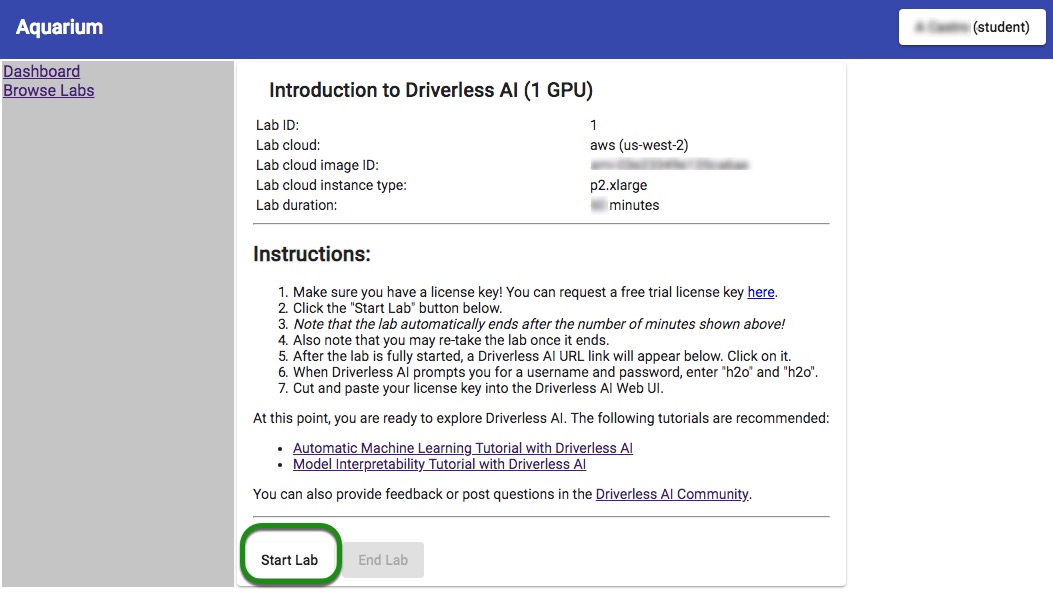 Aquarium
(student)
Dashboard
Browse Labs
Introduction to Driverless AI (1 GPU)
Lab ID: 1
Lab cloud: aws (us-west-2)
Lab cloud image ID:
Lab cloud instance type: p2.xlarge
Lab duration: minutes
Instructions:
1. Make sure you have a license key! You can request a free trial license key here.
2. Click the "Start Lab" button below.
3. Note that the lab automatically ends after the number of minutes shown above!
4. Also note that you may re-take the lab once it ends.
5. After the lab is fully started, a Driverless AI URL link will appear below. Click on it.
6. When Driverless AI prompts you for a username and password, enter "h2o" and "h2o".
7. Cut and paste your license key into the Driverless AI Web UI.
At this point, you are ready to explore Driverless AI. The following tutorials are recommended:
• Automatic Machine Learning Tutorial with Driverless AI
• Model Interpretability Tutorial with Driverless AI
You can also provide feedback or post questions in the Driverless AI Community.
Start Lab End Lab